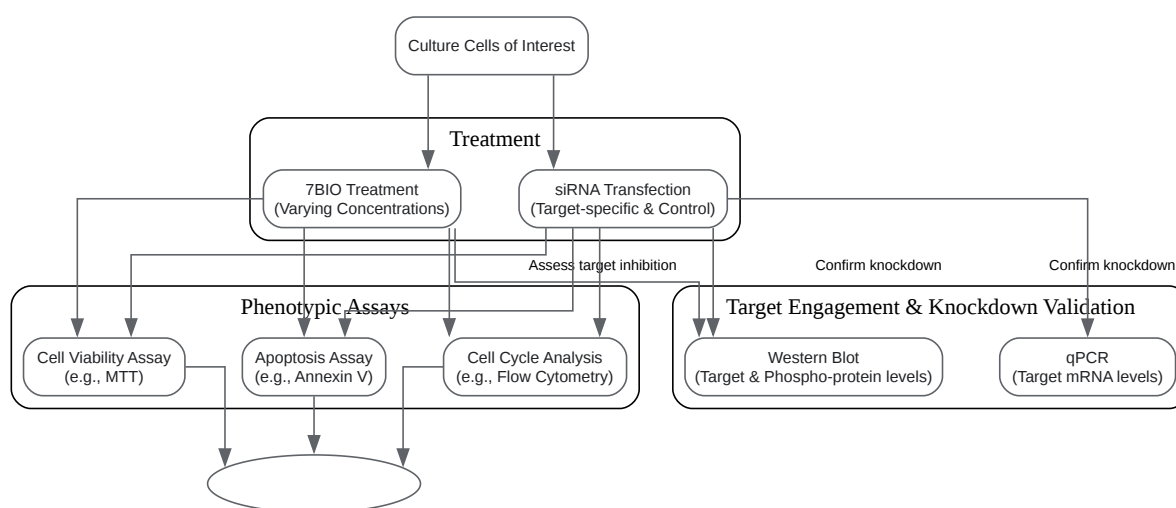 Culture Cells of Interest
Treatment
7BIO Treatment
(Varying Concentrations)
siRNA Transfection
(Target-specific & Control)
Assess target inhibition
Confirm knockdown
Confirm knockdown
Phenotypic Assays
Target Engagement & Knockdown Validation
Cell Viability Assay
(e.g., MTT)
Apoptosis Assay
(e.g., Annexin V)
Cell Cycle Analysis
(e.g., Flow Cytometry)
Western Blot
(Target & Phospho-protein levels)
qPCR
(Target mRNA levels)